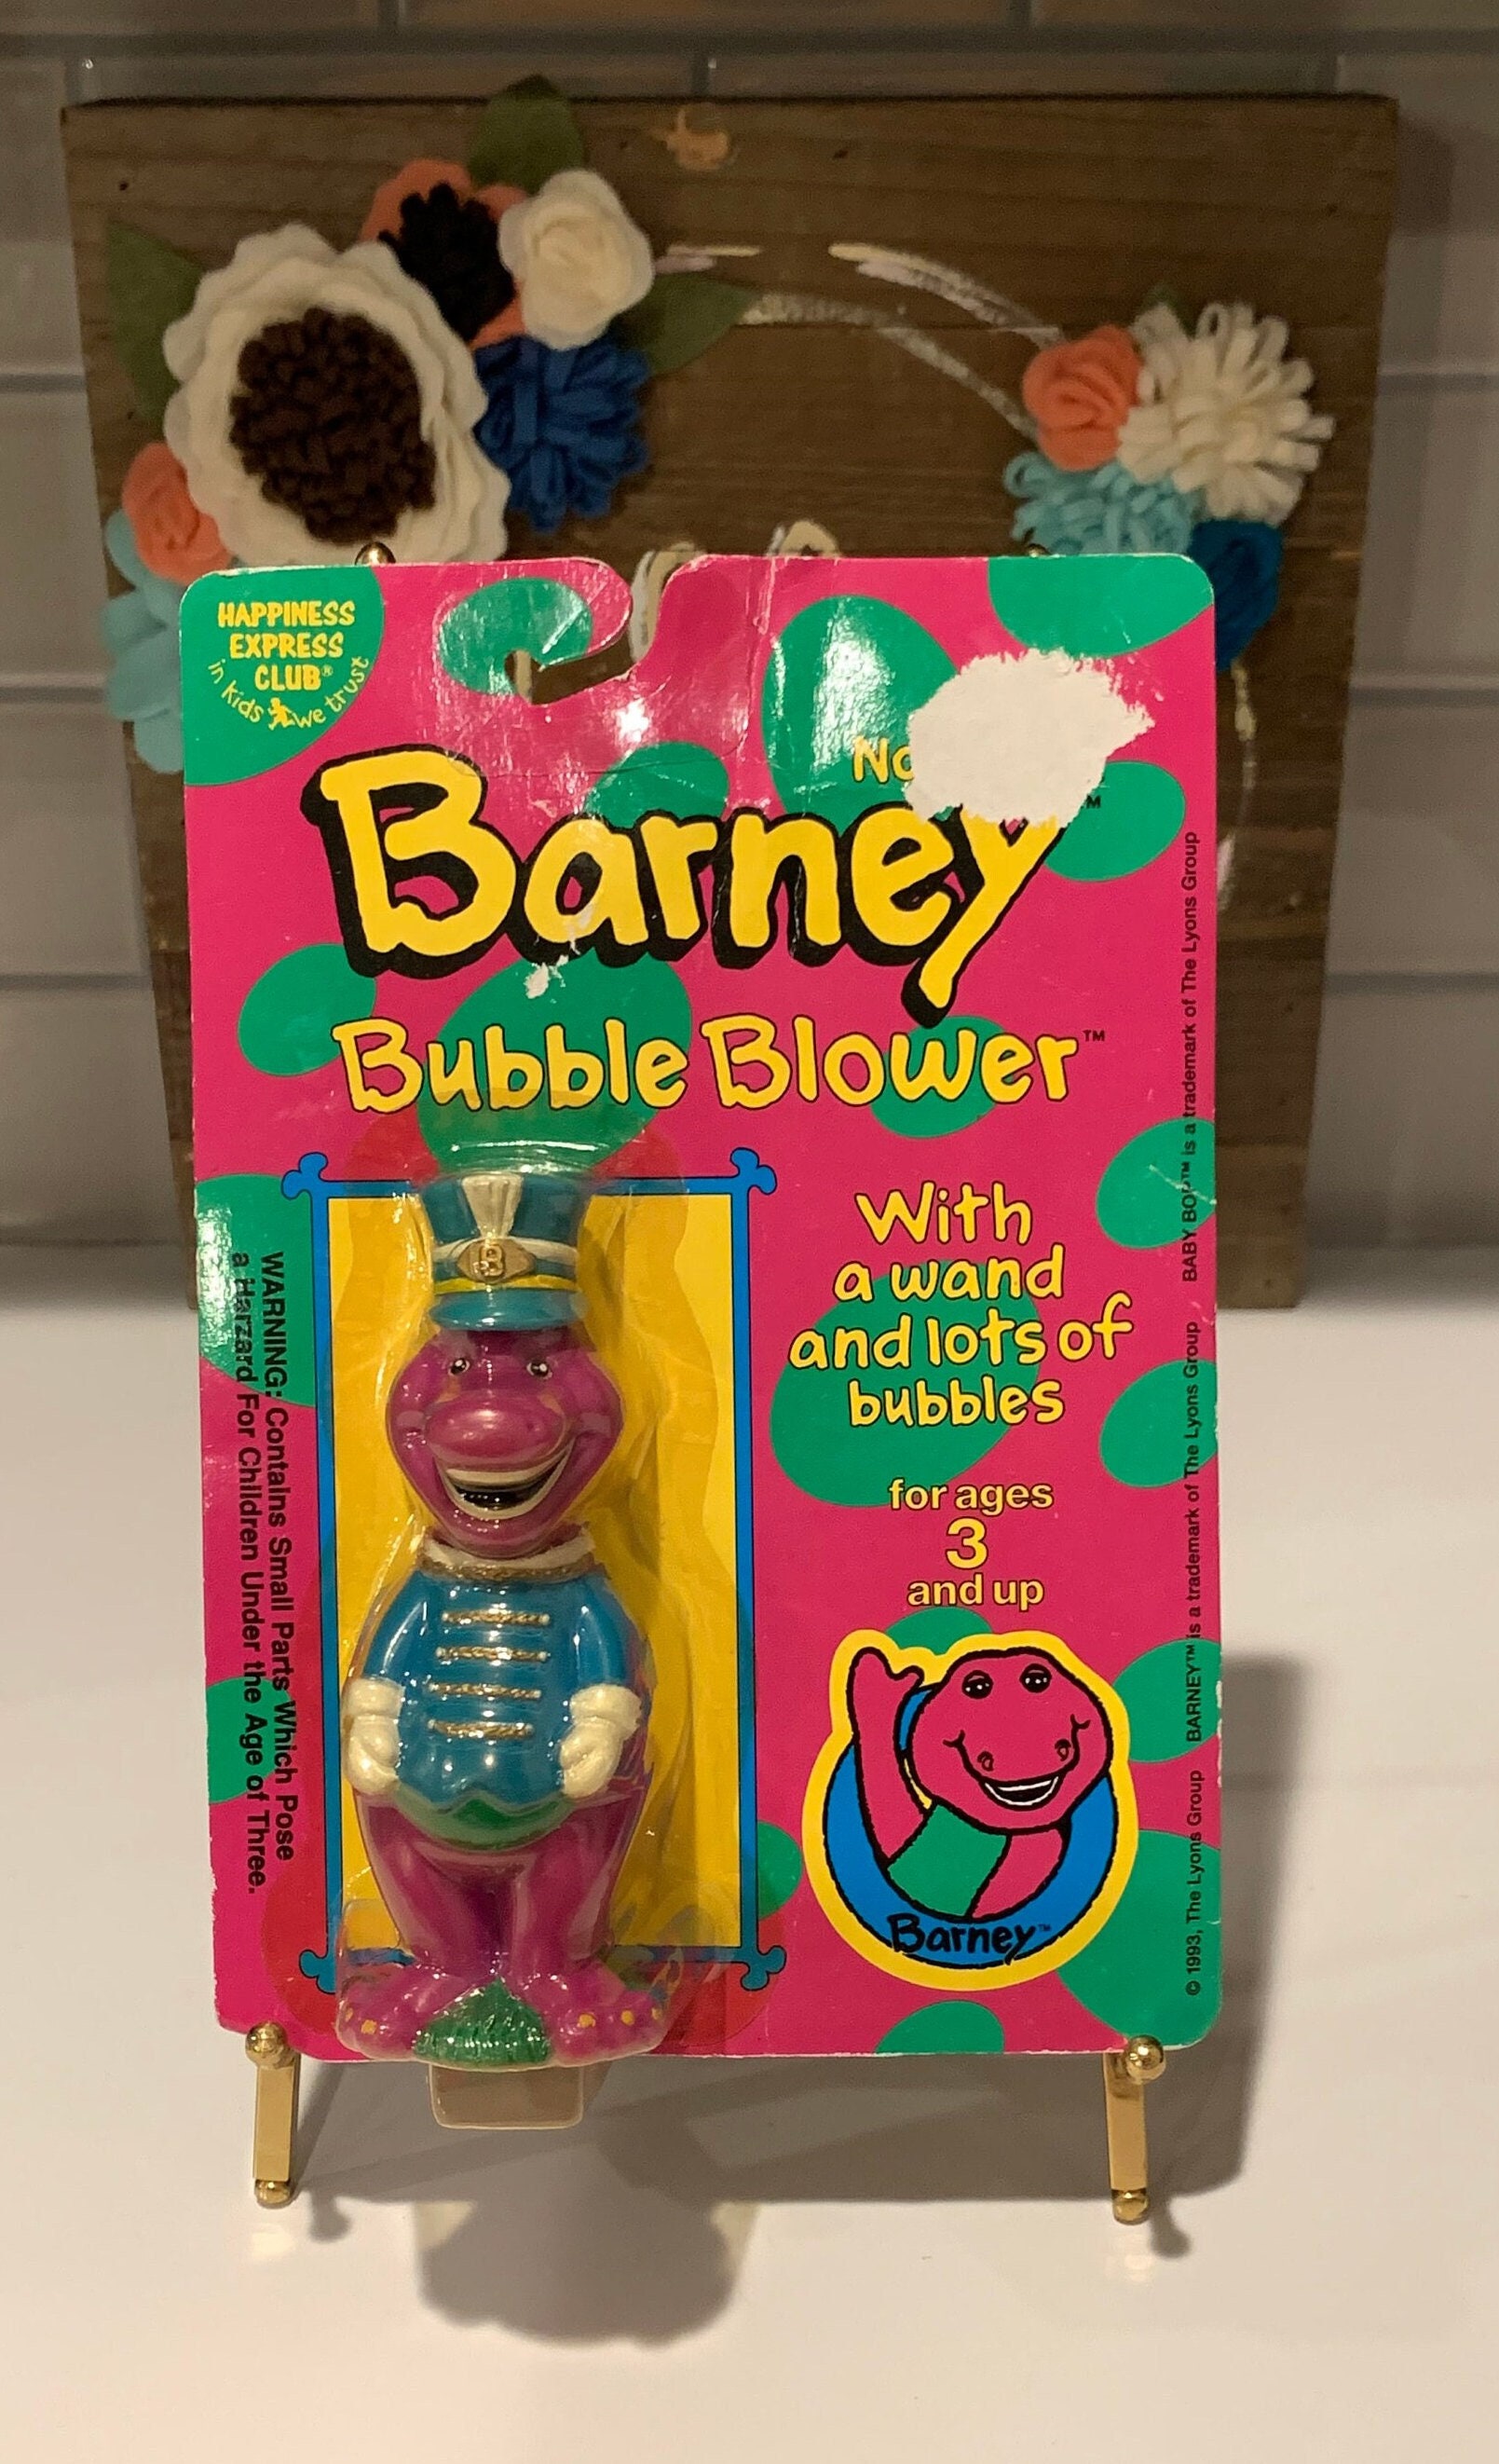 HAPPINESS
EXPRESS
CLUB®
in kids we trust
Barney
Bubble Blower™
B
With
a wand
and lots of
bubbles
for ages
3
and up
Barney™
WARNING: Contains Small Parts Which Pose
a Harzard For Children Under the Age of Three.
© 1993, The Lyons Group BARNEY™ is a trademark of The Lyons Group BABY BOP™ is a trademark of The Lyons Group